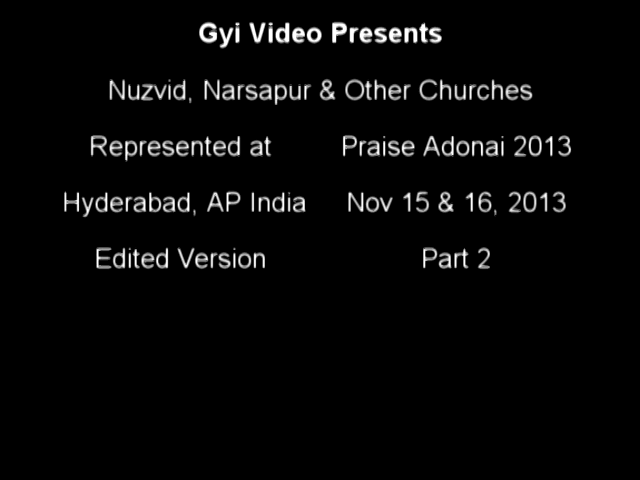 Gyi Video Presents
Nuzvid, Narsapur & Other Churches
Represented at Praise Adonai 2013
Hyderabad, AP India Nov 15 & 16, 2013
Edited Version Part 2